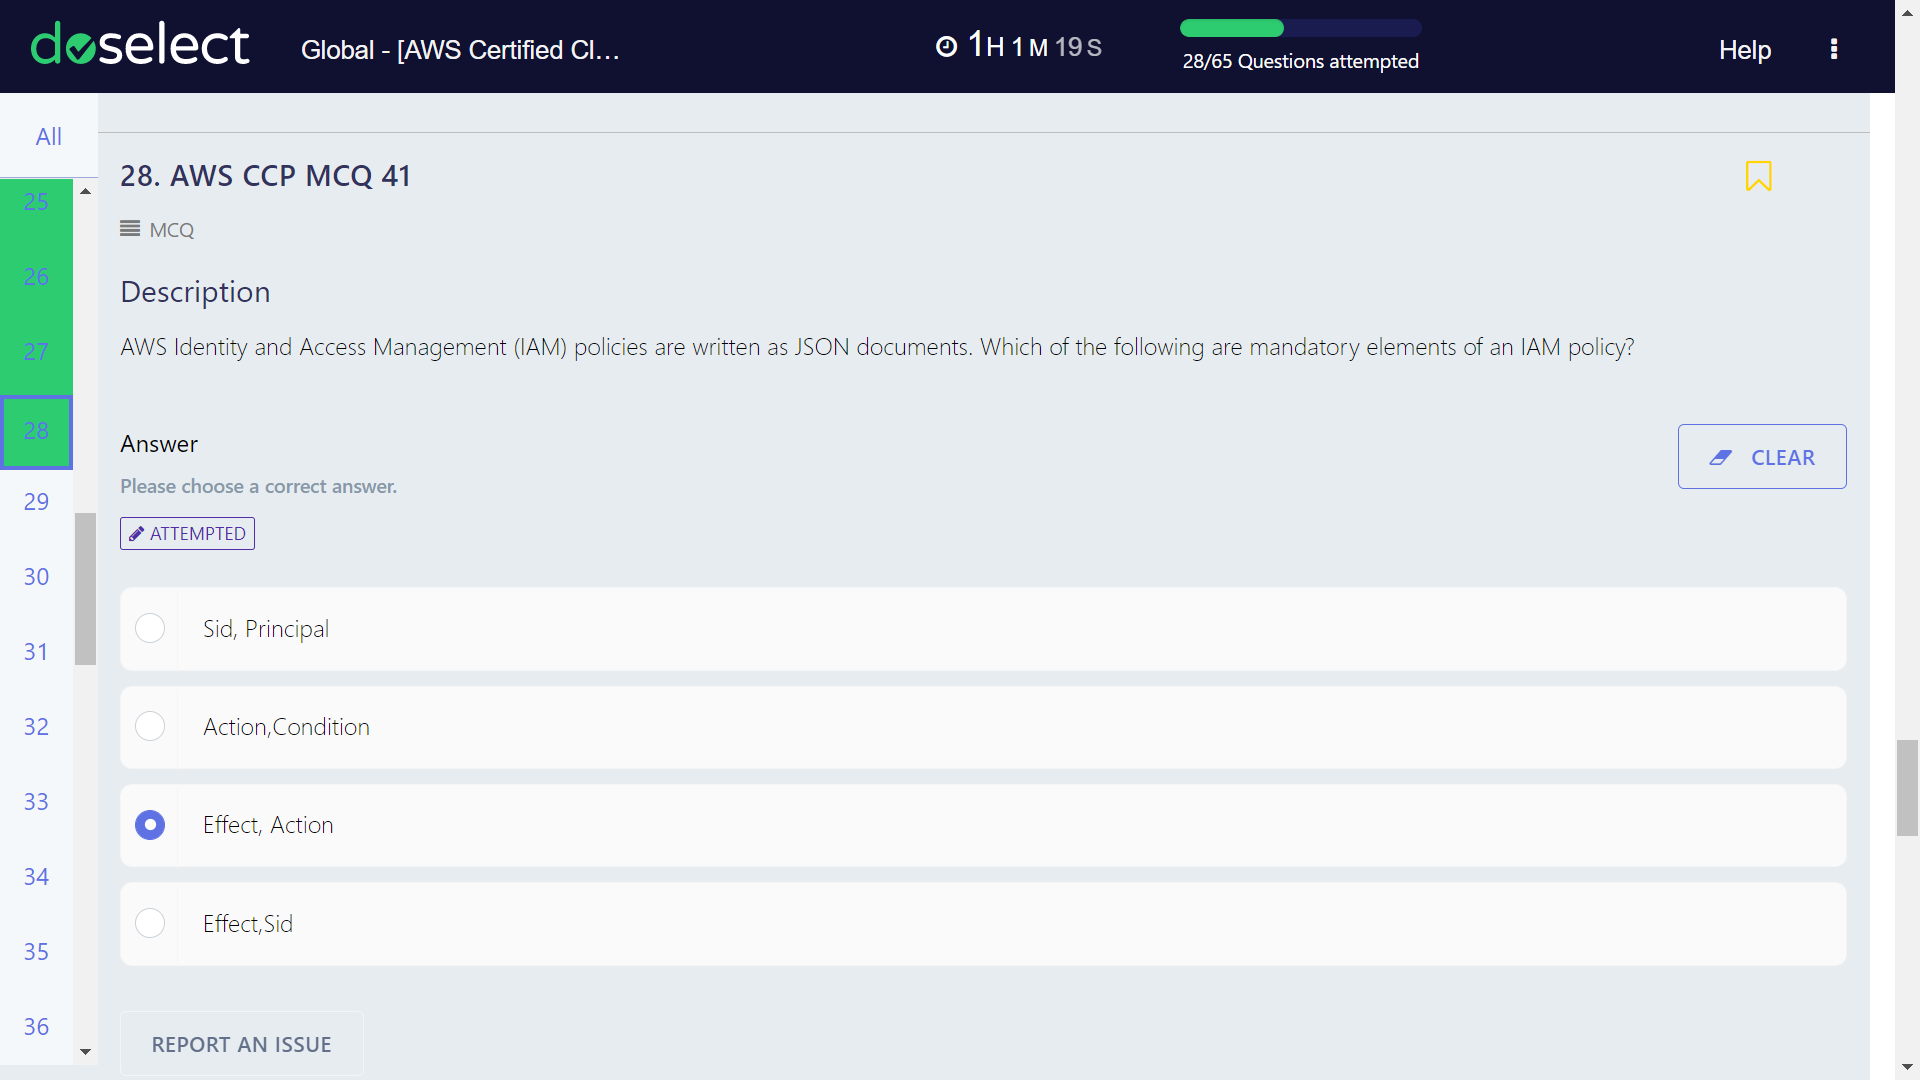 doselect
Global - [AWS Certified Cl...
1H 1M 19S
28/65 Questions attempted
Help
All
25
26
27
28
29
30
31
32
33
34
35
36
28. AWS CCP MCQ 41
MCQ
Description
AWS Identity and Access Management (IAM) policies are written as JSON documents. Which of the following are mandatory elements of an IAM policy?
Answer
CLEAR
Please choose a correct answer.
ATTEMPTED
Sid, Principal
Action,Condition
Effect, Action
Effect,Sid
REPORT AN ISSUE